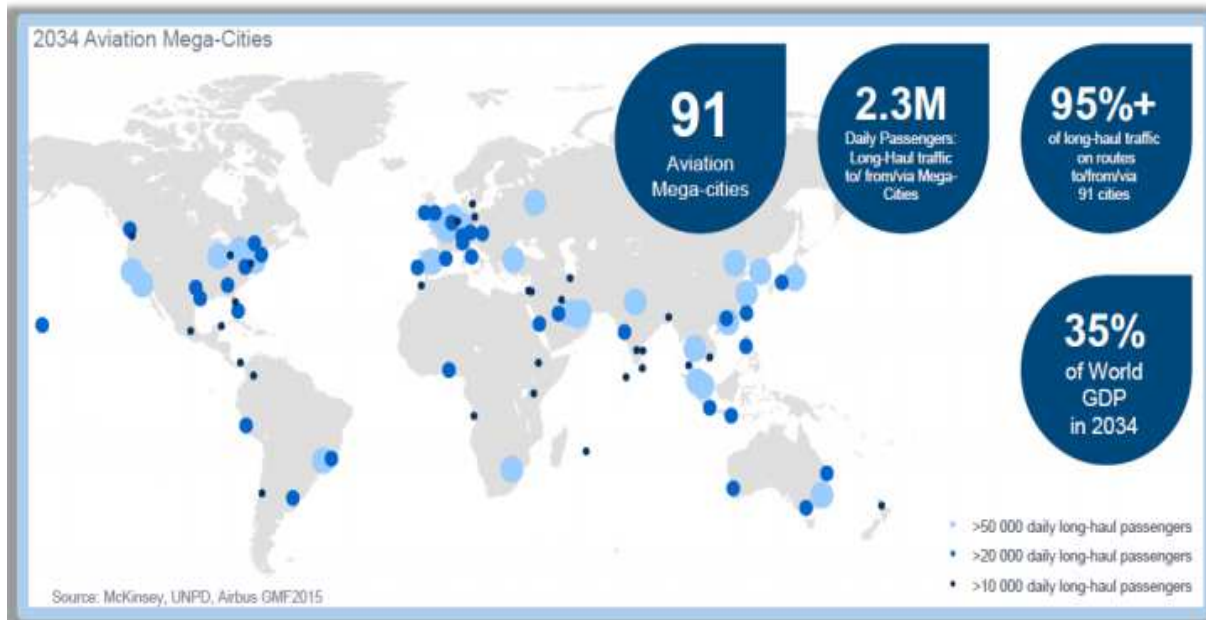 2034 Aviation Mega-Cities
91
Aviation
Mega-cities
2.3M
Daily Passengers:
Long-Haul traffic
to/ from/via Mega-
Cities
95%+
of long-haul traffic
on routes
to/from/via
91 cities
35%
of World
GDP
in 2034
>50 000 daily long-haul passengers
>20 000 daily long-haul passengers
>10 000 daily long-haul passengers
Source: McKinsey, UNPD, Airbus GMF2015